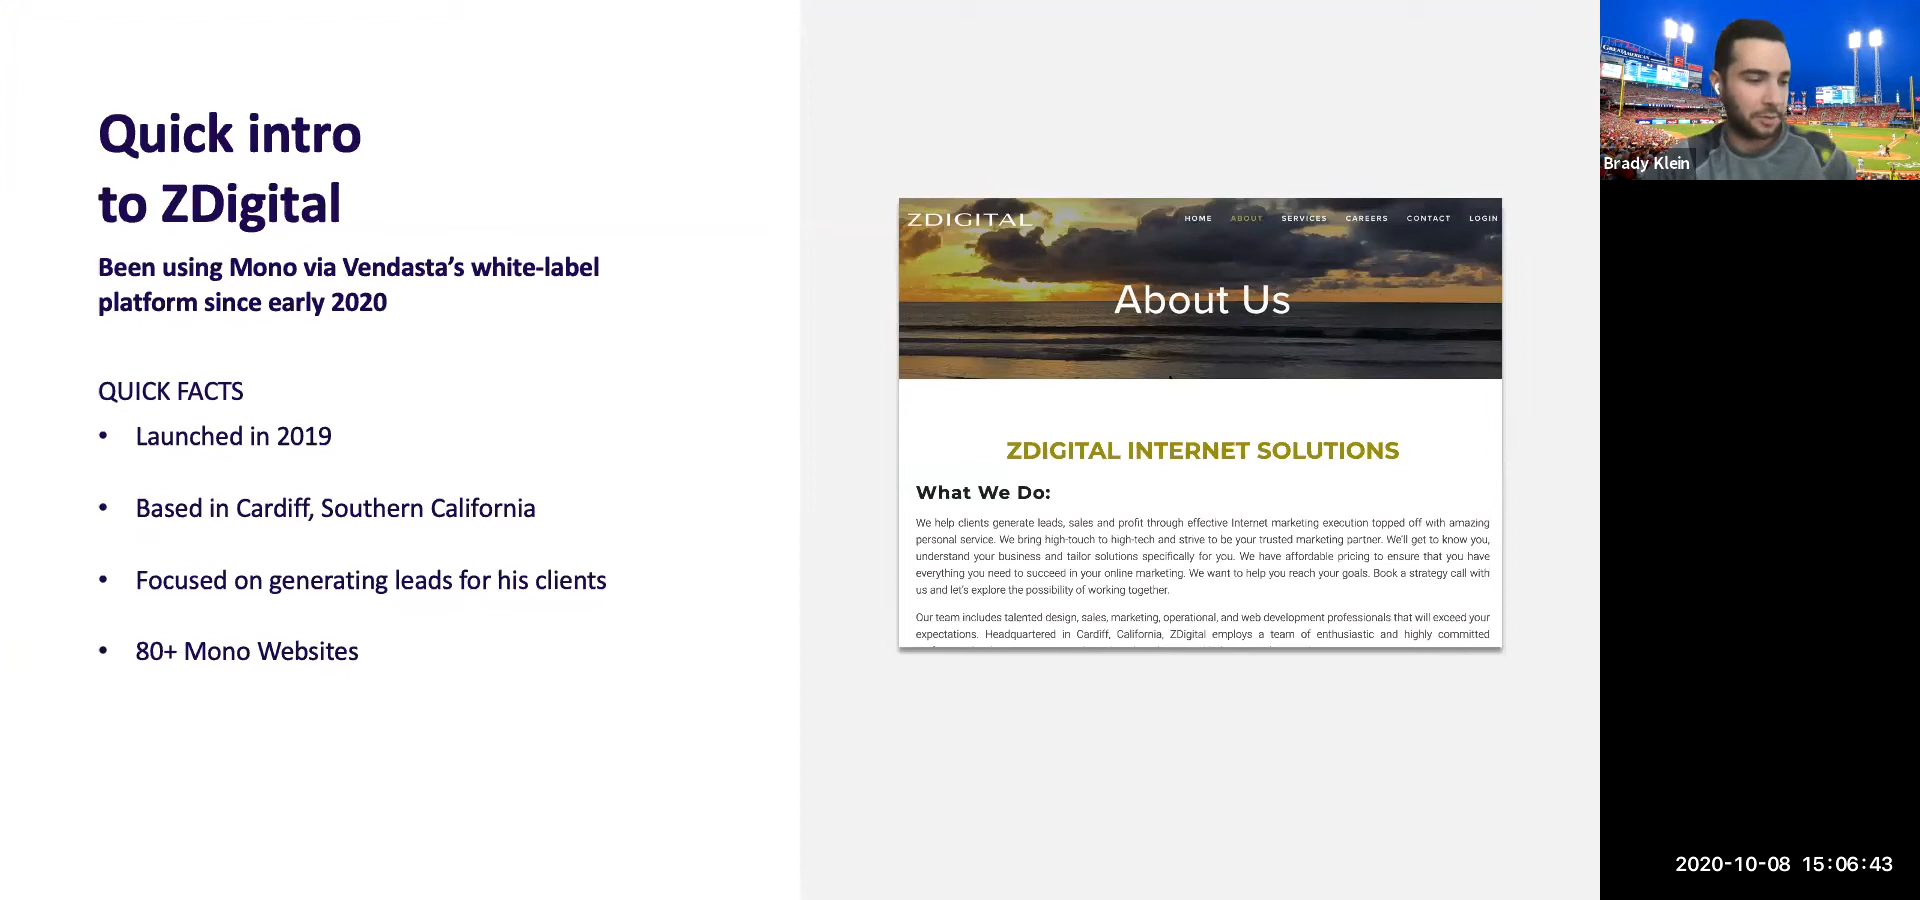 Quick intro
to ZDigital
Been using Mono via Vendasta's white-label
platform since early 2020
QUICK FACTS
• Launched in 2019
• Based in Cardiff, Southern California
• Focused on generating leads for his clients
• 80+ Mono Websites
ZDIGITAL
HOME ABOUT SERVICES CAREERS CONTACT LOGIN
About Us
ZDIGITAL INTERNET SOLUTIONS
What We Do:
We help clients generate leads, sales and profit through effective Internet marketing execution topped off with amazing
personal service. We bring high-touch to high-tech and strive to be your trusted marketing partner. We'll get to know you,
understand your business and tailor solutions specifically for you. We have affordable pricing to ensure that you have
everything you need to succeed in your online marketing. We want to help you reach your goals. Book a strategy call with
us and let's explore the possibility of working together.
Our team includes talented design, sales, marketing, operational, and web development professionals that will exceed your
expectations. Headquartered in Cardiff, California, ZDigital employs a team of enthusiastic and highly committed
GREAT AMERICAN
Brady Klein
2020-10-08 15:06:43